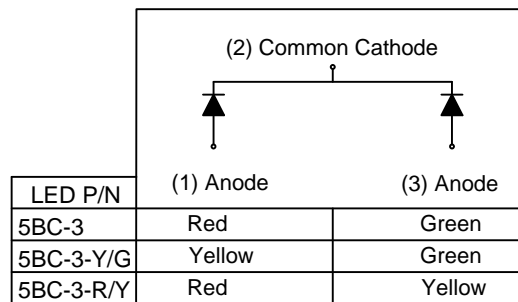 (2) Common Cathode
(1) Anode (3) Anode
LED P/N
5BC-3 Red Green
5BC-3-Y/G Yellow Green
5BC-3-R/Y Red Yellow